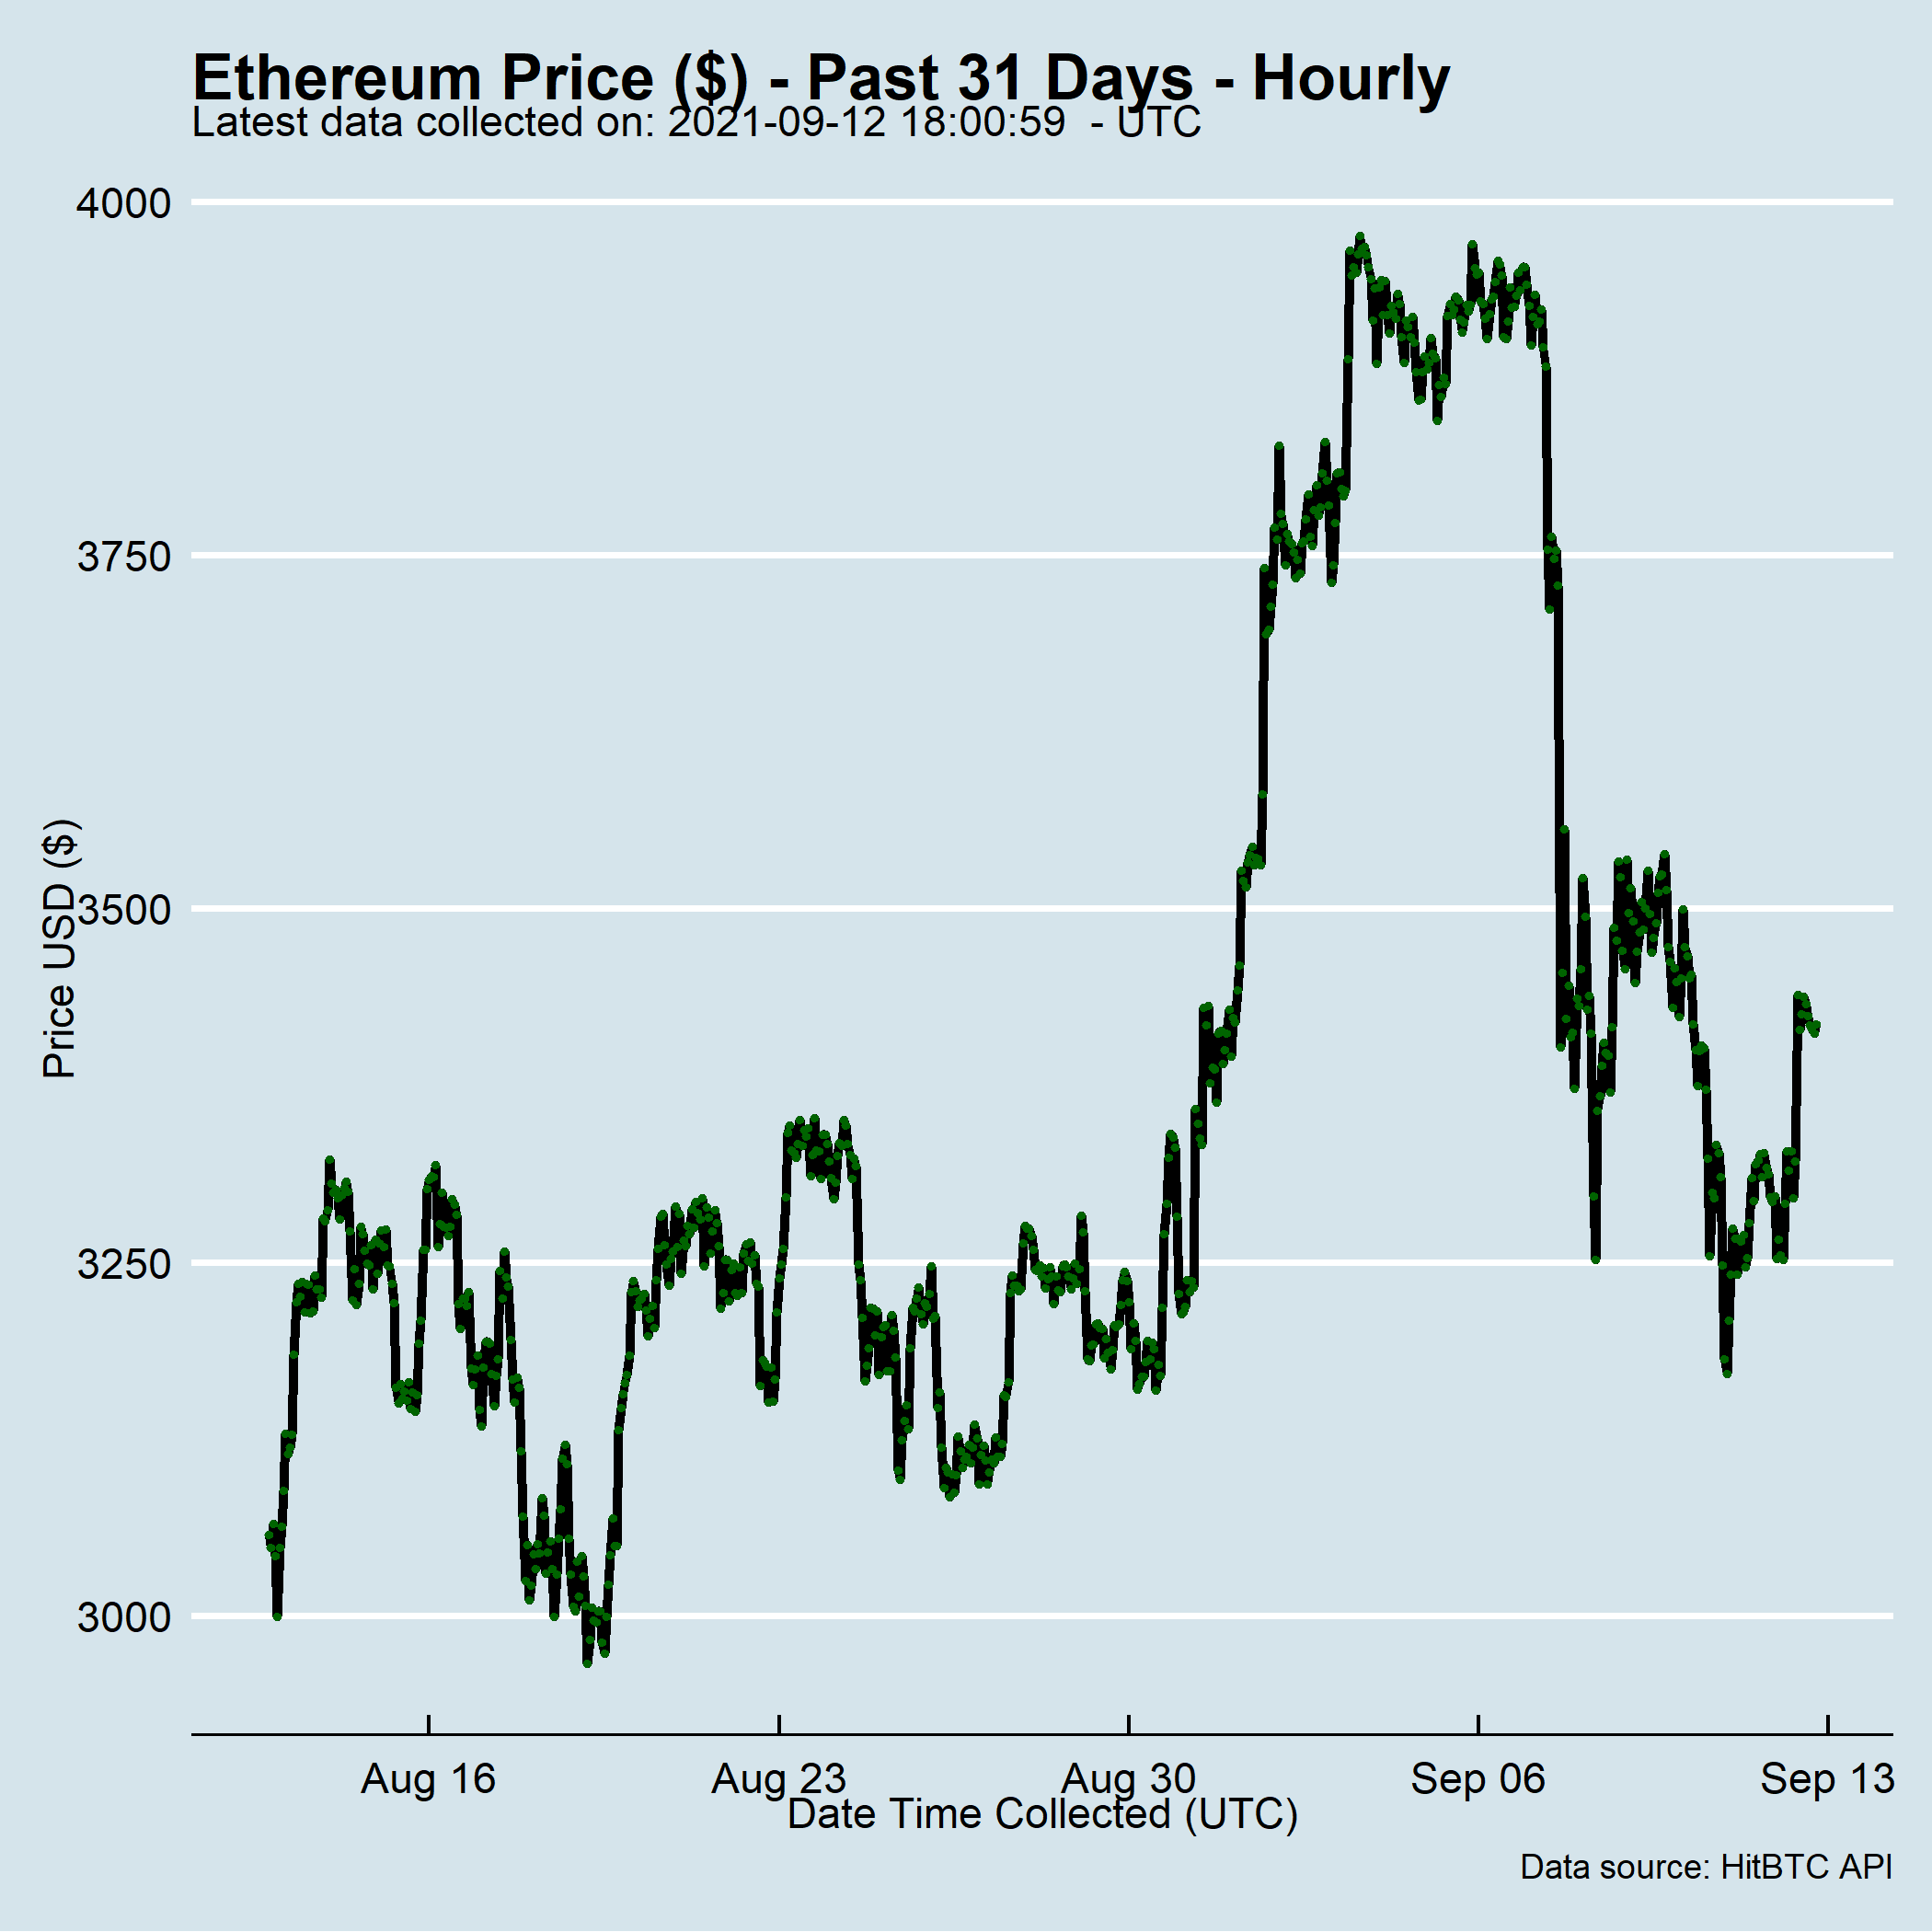 Ethereum Price ($) - Past 31 Days - Hourly
Latest data collected on: 2021-09-12 18:00:59  - UTC
4000
3750
3500
3250
3000
Price USD ($)
Aug 16
Aug 23
Aug 30
Sep 06
Sep 13
Date Time Collected (UTC)
Data source: HitBTC API